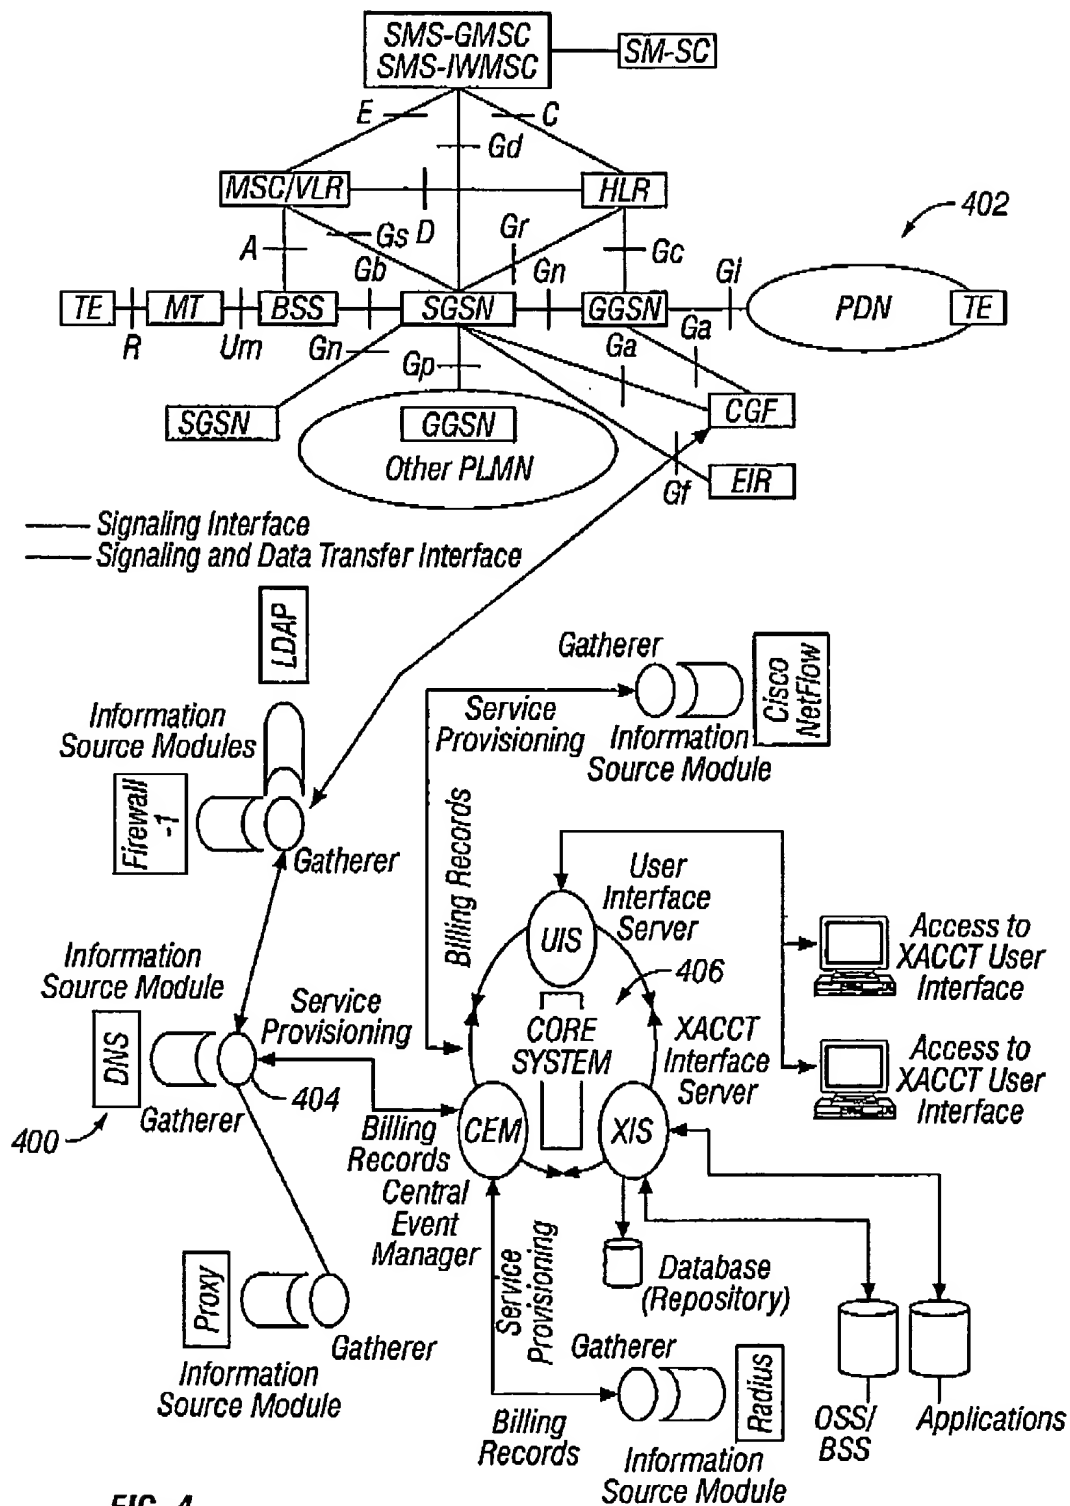 SMS-GMSC
SMS-IWMSC
SM-SC
E
C
Gd
MSC/VLR
HLR
D
402
A
Gs
Gr
Gc
Gb
Gn
Gi
TE
MT
BSS
SGSN
GGSN
PDN
TE
R
Um
Gn
Gp
Ga
Ga
SGSN
GGSN
Other PLMN
CGF
Gf
EIR
Signaling Interface
Signaling and Data Transfer Interface
LDAP
Gatherer
Cisco
NetFlow
Information
Source Modules
Service
Provisioning
Information
Source Module
Firewall
-1
Gatherer
Billing Records
User
Interface
Server
UIS
Access to
XACCT User
Interface
Information
Source Module
406
Service
Provisioning
CORE
SYSTEM
XACCT
Interface
Server
DNS
404
Access to
XACCT User
Interface
Gatherer
400
CEM
XIS
Billing
Records
Central
Event
Manager
Service
Provisioning
Database
(Repository)
Proxy
Gatherer
Information
Source Module
Gatherer
Radius
OSS/
BSS
Applications
Billing
Records
Information
Source Module
FIG. 4